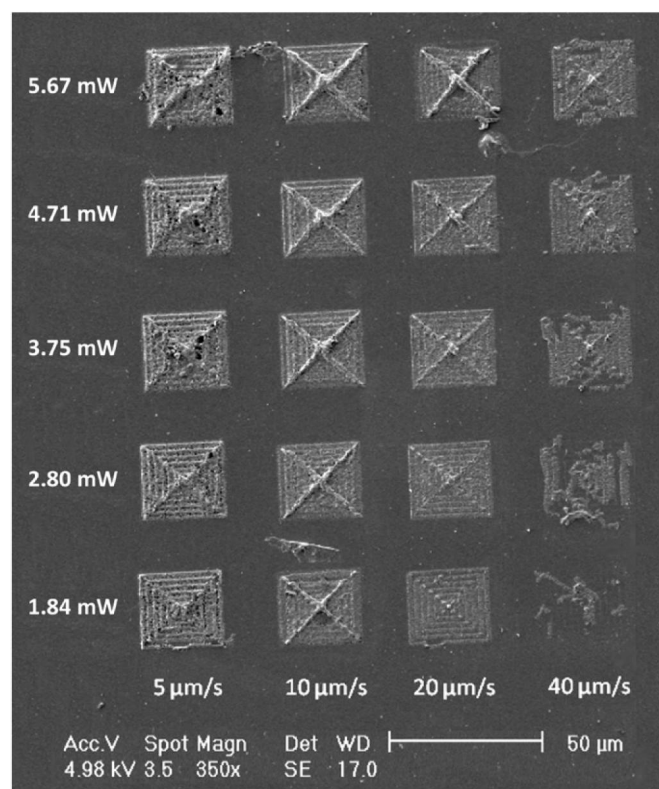 5.67 mW
4.71 mW
3.75 mW
2.80 mW
1.84 mW
5 μm/s 10 μm/s 20 μm/s 40 μm/s
Acc.V Spot Magn Det WD 50 μm
4.98 kV 3.5 350x SE 17.0